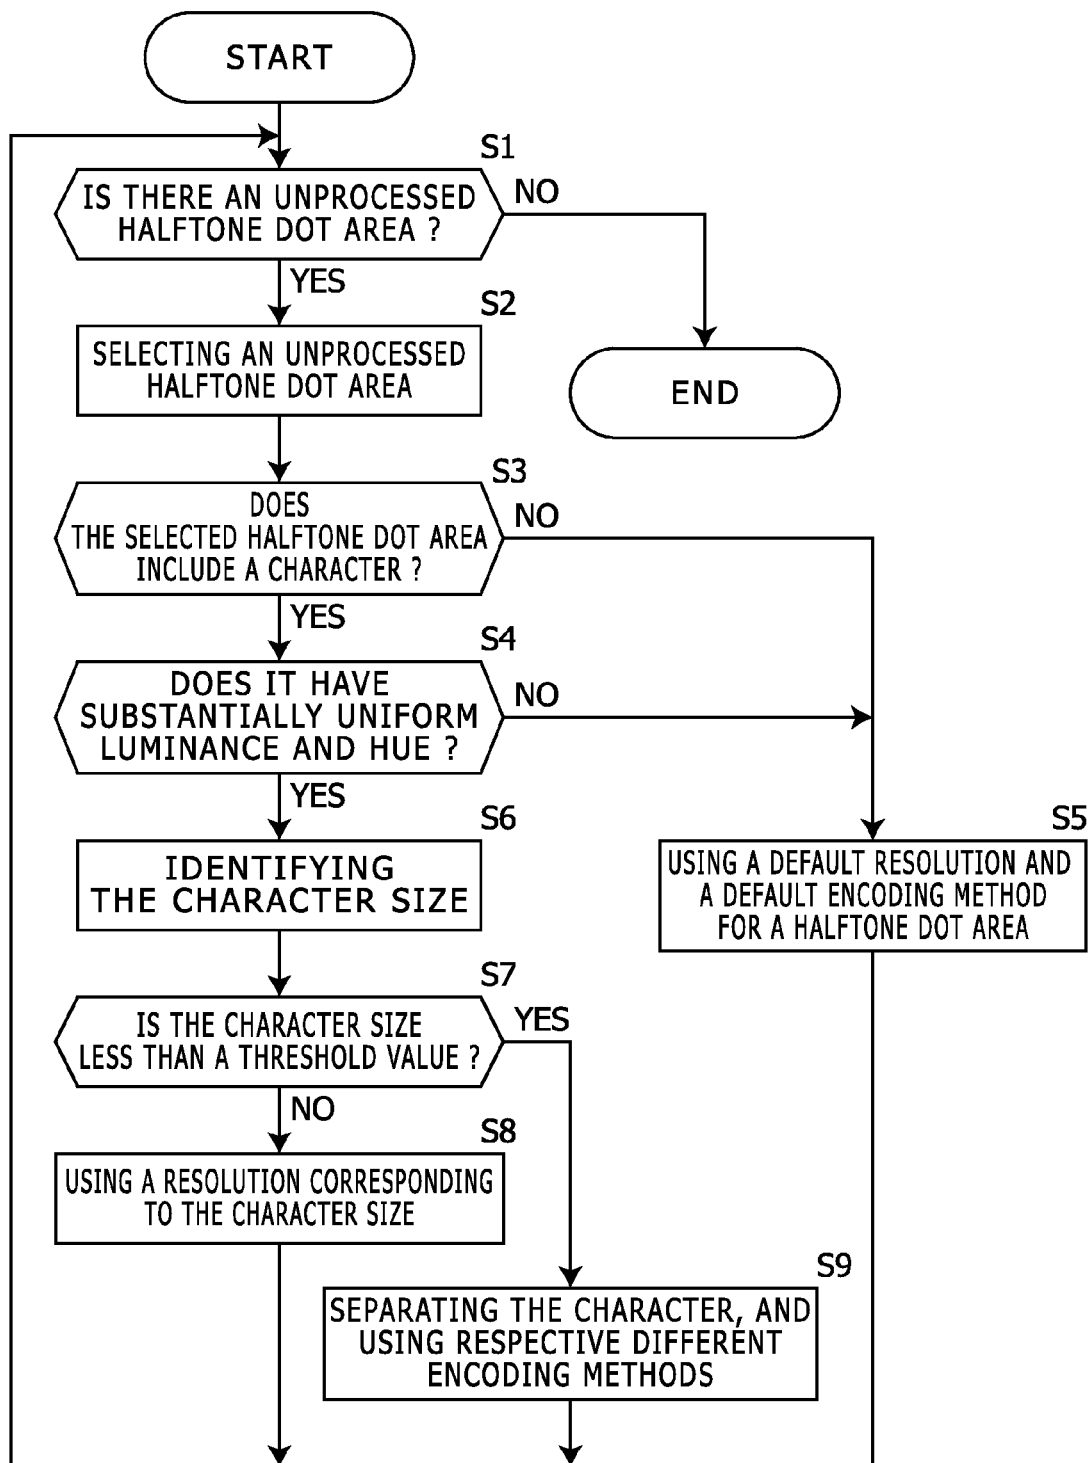 START
S1
IS THERE AN UNPROCESSED
HALFTONE DOT AREA ?
NO
YES
S2
SELECTING AN UNPROCESSED
HALFTONE DOT AREA
END
S3
DOES
THE SELECTED HALFTONE DOT AREA
INCLUDE A CHARACTER ?
NO
YES
S4
DOES IT HAVE
SUBSTANTIALLY UNIFORM
LUMINANCE AND HUE ?
NO
YES
S5
USING A DEFAULT RESOLUTION AND
A DEFAULT ENCODING METHOD
FOR A HALFTONE DOT AREA
S6
IDENTIFYING
THE CHARACTER SIZE
S7
IS THE CHARACTER SIZE
LESS THAN A THRESHOLD VALUE ?
YES
NO
S8
USING A RESOLUTION CORRESPONDING
TO THE CHARACTER SIZE
S9
SEPARATING THE CHARACTER, AND
USING RESPECTIVE DIFFERENT
ENCODING METHODS